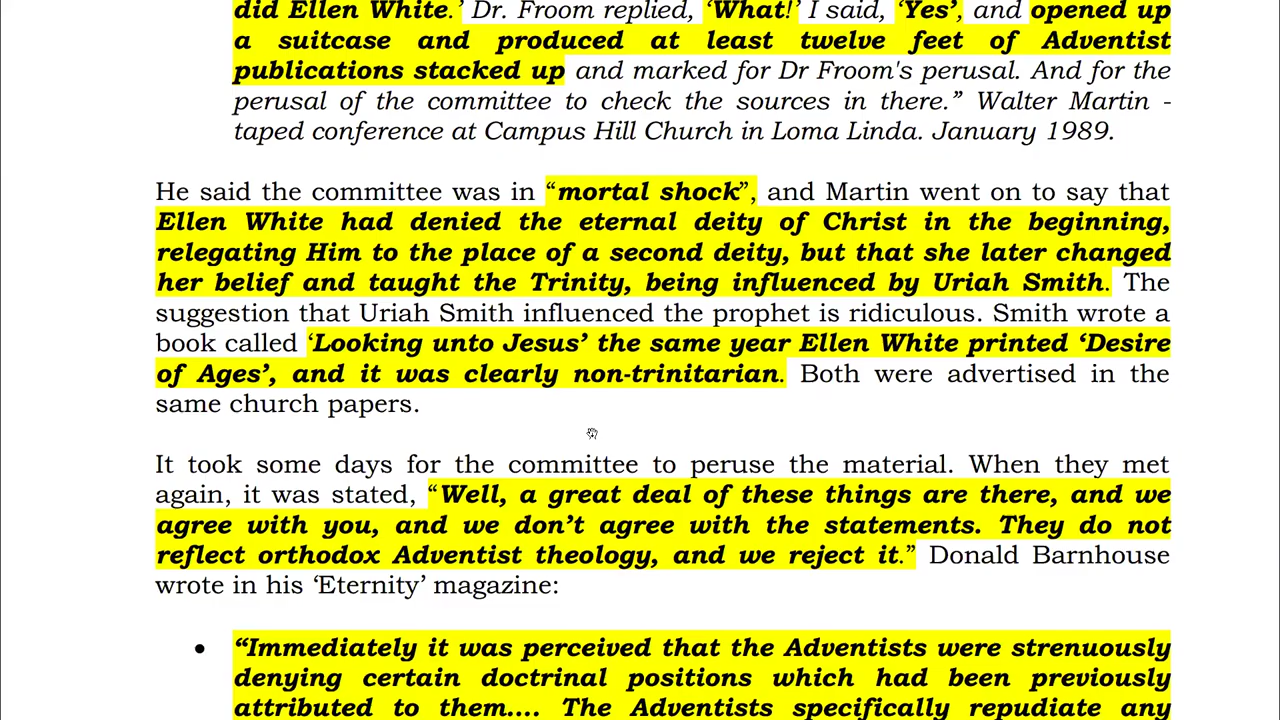 did Ellen White.’ Dr. Froom replied, ‘What!’ I said, ‘Yes’, and opened up
a suitcase and produced at least twelve feet of Adventist
publications stacked up and marked for Dr Froom's perusal. And for the
perusal of the committee to check the sources in there.” Walter Martin -
taped conference at Campus Hill Church in Loma Linda. January 1989.
He said the committee was in “mortal shock”, and Martin went on to say that
Ellen White had denied the eternal deity of Christ in the beginning,
relegating Him to the place of a second deity, but that she later changed
her belief and taught the Trinity, being influenced by Uriah Smith. The
suggestion that Uriah Smith influenced the prophet is ridiculous. Smith wrote a
book called ‘Looking unto Jesus’ the same year Ellen White printed ‘Desire
of Ages’, and it was clearly non-trinitarian. Both were advertised in the
same church papers.
It took some days for the committee to peruse the material. When they met
again, it was stated, “Well, a great deal of these things are there, and we
agree with you, and we don’t agree with the statements. They do not
reflect orthodox Adventist theology, and we reject it.” Donald Barnhouse
wrote in his ‘Eternity’ magazine:
• “Immediately it was perceived that the Adventists were strenuously
denying certain doctrinal positions which had been previously
attributed to them…. The Adventists specifically repudiate any